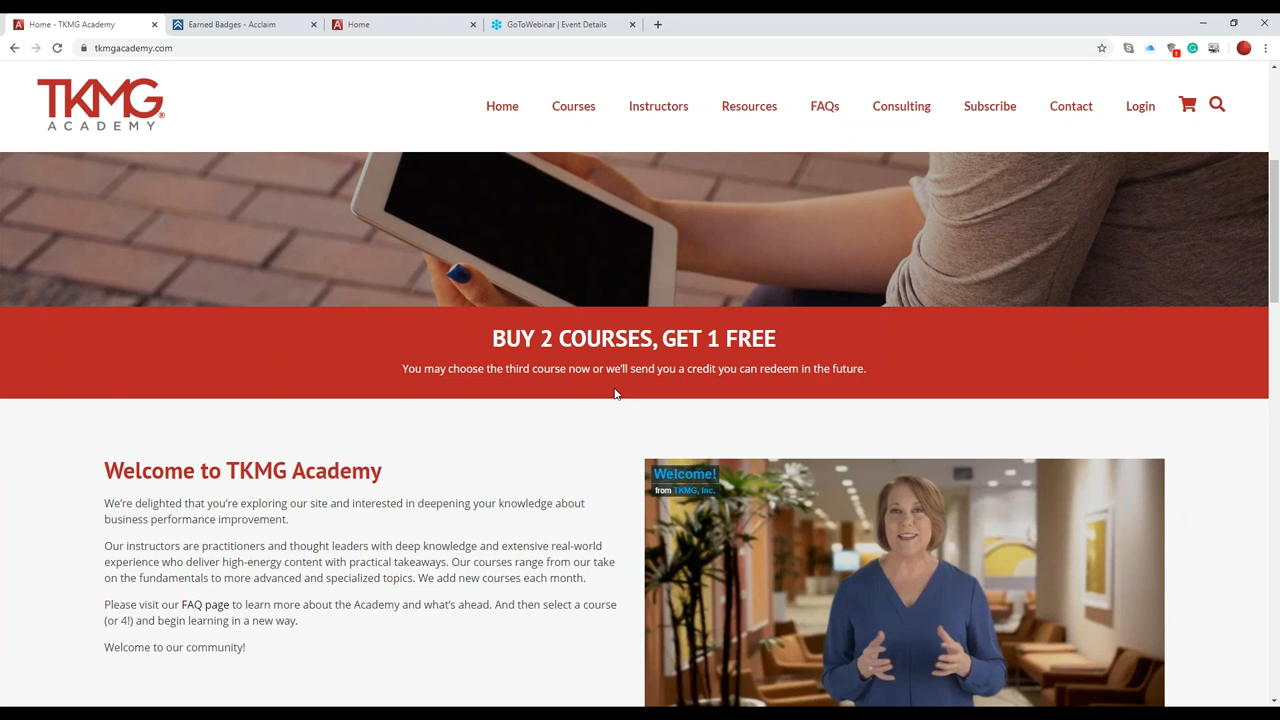 Home - TKMG Academy
Earned Badges - Acclaim
Home
GoToWebinar | Event Details
tkmgacademy.com
TKMG®
ACADEMY
Home
Courses
Instructors
Resources
FAQs
Consulting
Subscribe
Contact
Login
BUY 2 COURSES, GET 1 FREE
You may choose the third course now or we'll send you a credit you can redeem in the future.
Welcome to TKMG Academy
We're delighted that you're exploring our site and interested in deepening your knowledge about
business performance improvement.
Our instructors are practitioners and thought leaders with deep knowledge and extensive real-world
experience who deliver high-energy content with practical takeaways. Our courses range from our take
on the fundamentals to more advanced and specialized topics. We add new courses each month.
Please visit our FAQ page to learn more about the Academy and what's ahead. And then select a course
(or 4!) and begin learning in a new way.
Welcome to our community!
Welcome!
from TKMG, Inc.